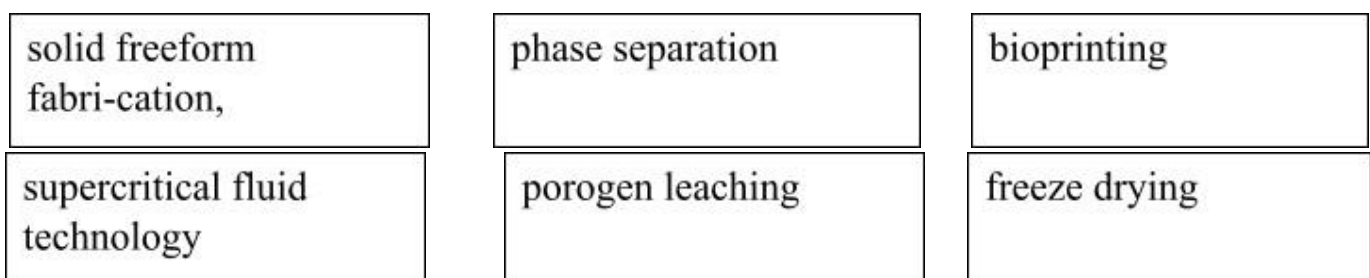 solid freeform
fabri-cation,
phase separation
bioprinting
supercritical fluid
technology
porogen leaching
freeze drying